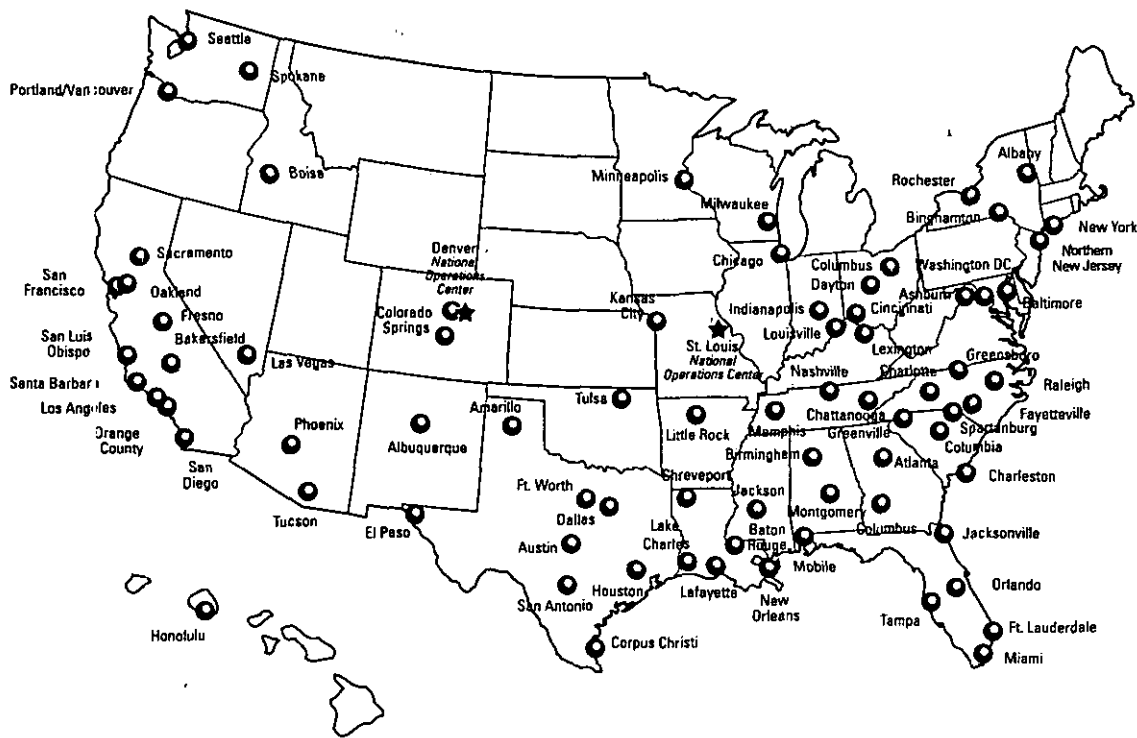 Seattle
Spokane
Portland/Vancouver
Boise
Minneapolis
Milwaukee
Albany
Rochester
Binghamton
New York
Northern
New Jersey
Sacramento
San
Francisco
Oakland
Fresno
San Luis
Obispo
Bakersfield
Santa Barbara
Los Angeles
Orange
County
San
Diego
Las Vegas
Denver
National
Operations
Center
Colorado
Springs
Kansas
City
Chicago
St. Louis
National
Operations Center
Columbus
Dayton
Indianapolis
Cincinnati
Louisville
Lexington
Washington DC
Ashburn
Baltimore
Nashville
Charlotte
Greensboro
Raleigh
Fayetteville
Spartanburg
Columbia
Chattanooga
Greenville
Memphis
Tulsa
Little Rock
Amarillo
Albuquerque
Phoenix
Tucson
El Paso
Birmingham
Atlanta
Charleston
Shreveport
Jackson
Montgomery
Columbus
Jacksonville
Ft. Worth
Dallas
Austin
San Antonio
Houston
Lake
Charles
Baton
Rouge
Lafayette
New
Orleans
Mobile
Orlando
Tampa
Ft. Lauderdale
Miami
Corpus Christi
Honolulu